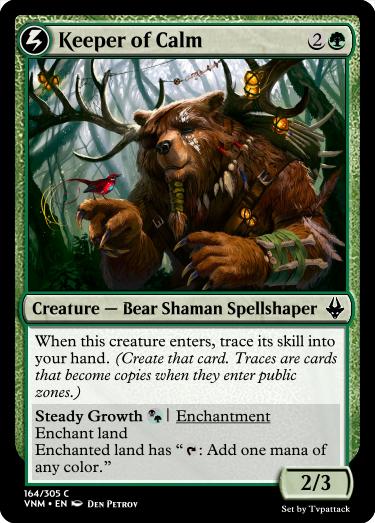 Keeper of Calm 2
Creature — Bear Shaman Spellshaper
When this creature enters, trace its skill into
your hand. (Create that card. Traces are cards
that become copies when they enter public
zones.)
Steady Growth | Enchantment
Enchant land
Enchanted land has “: Add one mana of
any color.”
2/3
164/305 C
VNM • EN Den Petrov
Set by Tvpattack